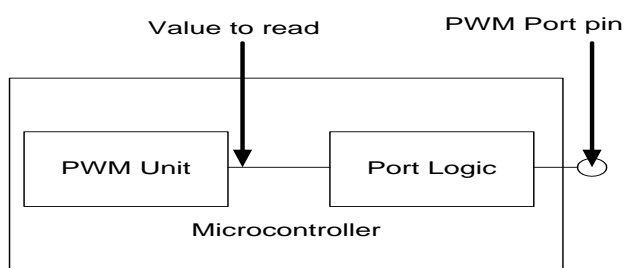 Value to read
PWM Port pin
PWM Unit
Port Logic
Microcontroller